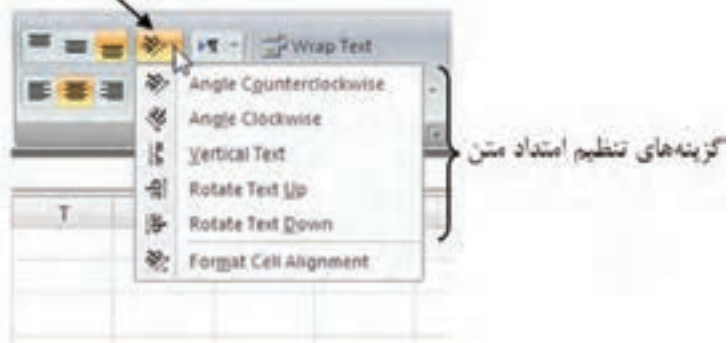 Wrap Text
Angle Counterclockwise
Angle Clockwise
Vertical Text
Rotate Text Up
Rotate Text Down
Format Cell Alignment
گزینه‌های تنظیم امتداد متن
T